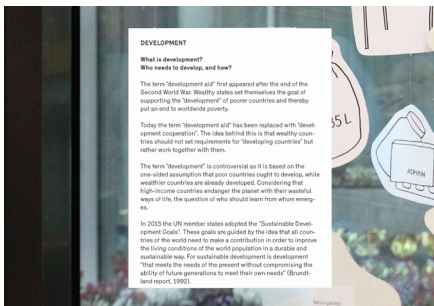 DEVELOPMENT
What is development?
Who needs to develop, and how?
The term "development aid" first appeared after the end of the
Second World War. Wealthy states set themselves the goal of
supporting the "development" of poorer countries and thereby
put an end to worldwide poverty.
Today the term "development aid" has been replaced with "devel-
opment cooperation". The idea behind this is that wealthy coun-
tries should not set requirements for "developing countries" but
rather work together with them.
The term "development" is controversial as it is based on the
one-sided assumption that poor countries ought to develop, while
wealthier countries are already developed. Considering that
high-income countries endanger the planet with their wasteful
ways of life, the question of who should learn from whom emerg-
es.
In 2015 the UN member states adopted the "Sustainable Devel-
opment Goals". These goals are guided by the idea that all coun-
tries of the world need to make a contribution in order to improve
the living conditions of the world population in a durable and
sustainable way. For sustainable development is development
"that meets the needs of the present without compromising the
ability of future generations to meet their own needs" (Brundt-
land report, 1992).
35L
ASPIRIN